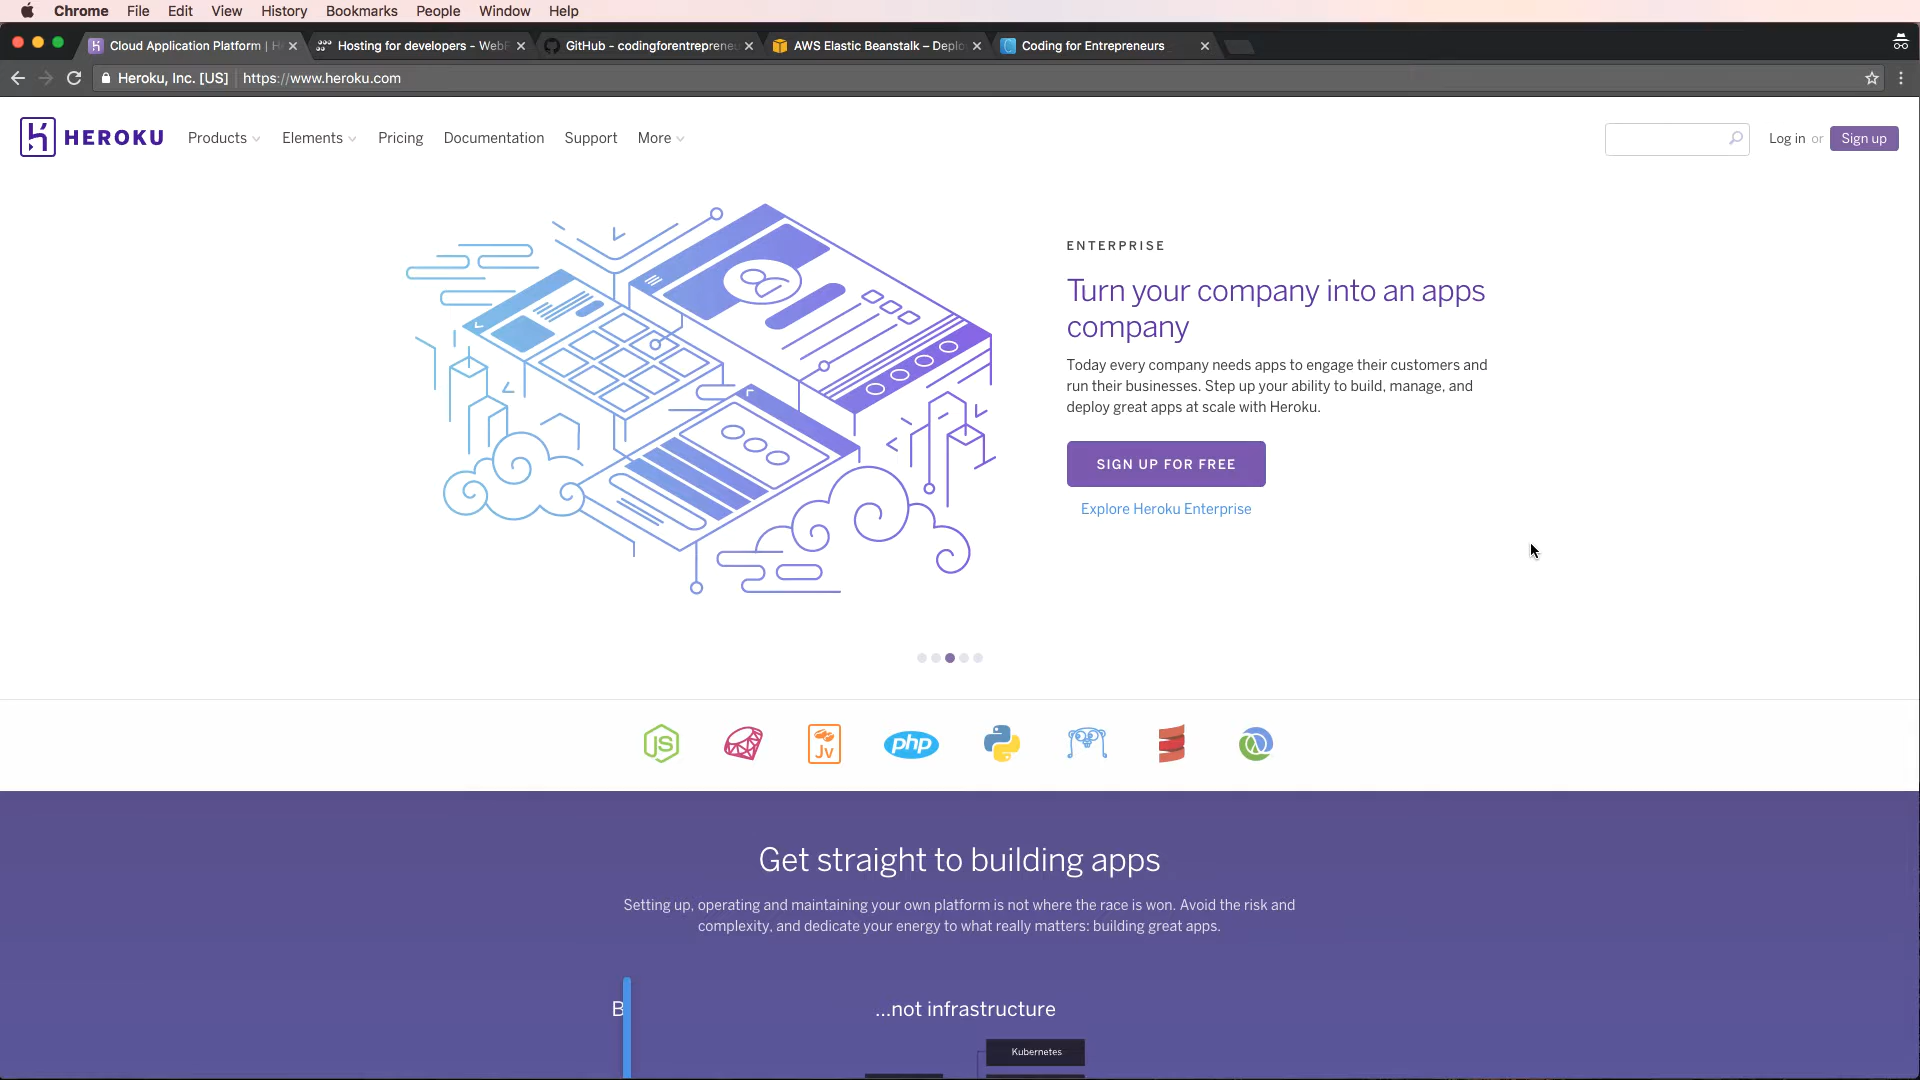 Chrome File Edit View History Bookmarks People Window Help
Cloud Application Platform | H
Hosting for developers - WebF
GitHub - codingforentrepreneu
AWS Elastic Beanstalk – Deplo
Coding for Entrepreneurs
Heroku, Inc. [US] https://www.heroku.com
HEROKU Products Elements Pricing Documentation Support More Log in or Sign up
ENTERPRISE
Turn your company into an apps
company
Today every company needs apps to engage their customers and
run their businesses. Step up your ability to build, manage, and
deploy great apps at scale with Heroku.
SIGN UP FOR FREE
Explore Heroku Enterprise
JS Jv php
Get straight to building apps
Setting up, operating and maintaining your own platform is not where the race is won. Avoid the risk and
complexity, and dedicate your energy to what really matters: building great apps.
B ...not infrastructure
Kubernetes